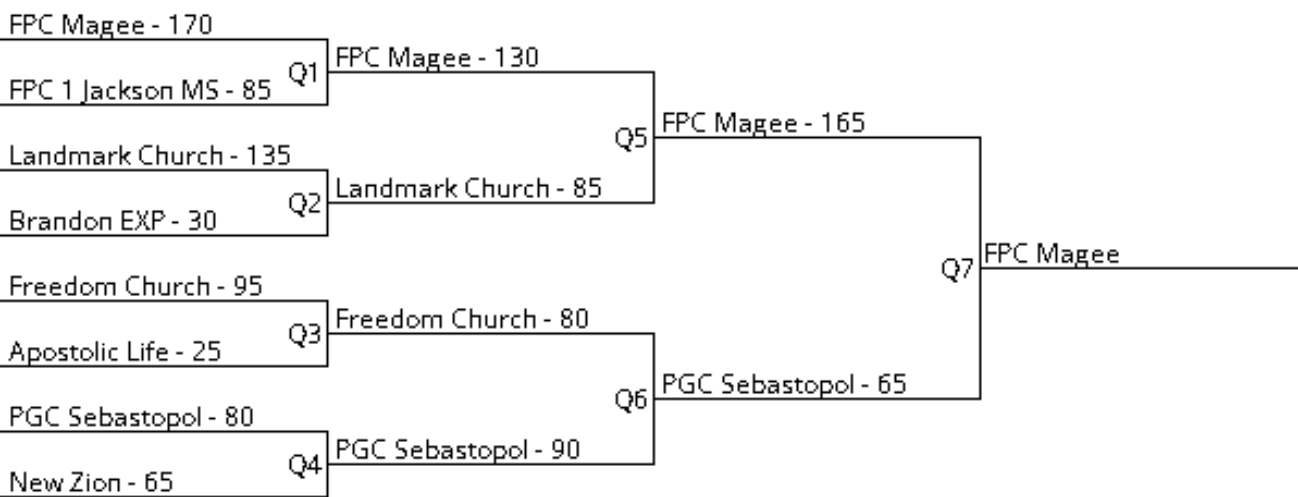 FPC Magee - 170
FPC 1 Jackson MS - 85
Q1
FPC Magee - 130
Landmark Church - 135
Brandon EXP - 30
Q2
Landmark Church - 85
Q5
FPC Magee - 165
Freedom Church - 95
Apostolic Life - 25
Q3
Freedom Church - 80
PGC Sebastopol - 80
New Zion - 65
Q4
PGC Sebastopol - 90
Q6
PGC Sebastopol - 65
Q7
FPC Magee